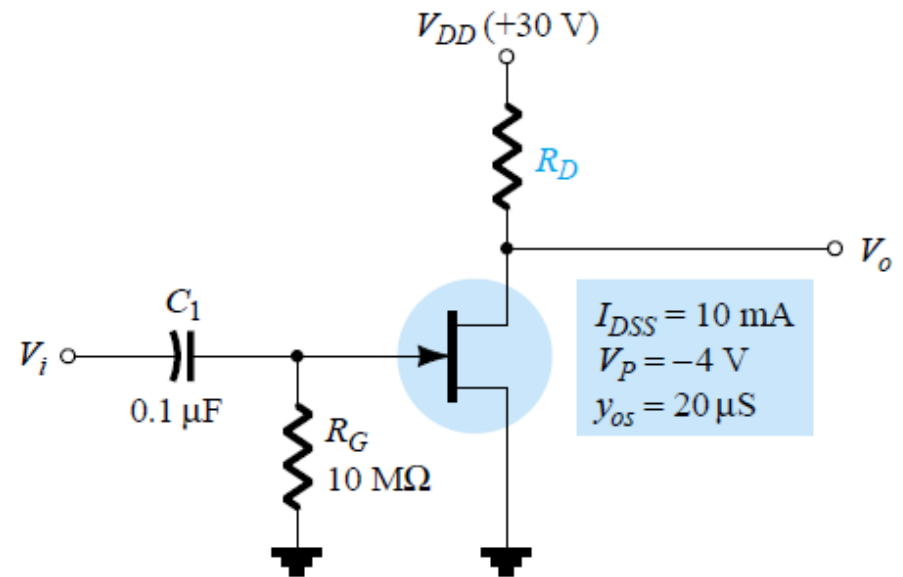 V_DD (+30 V)
R_D
V_o
C_1
V_i
0.1 μF
R_G
10 MΩ
I_DSS = 10 mA
V_P = −4 V
y_os = 20 μS